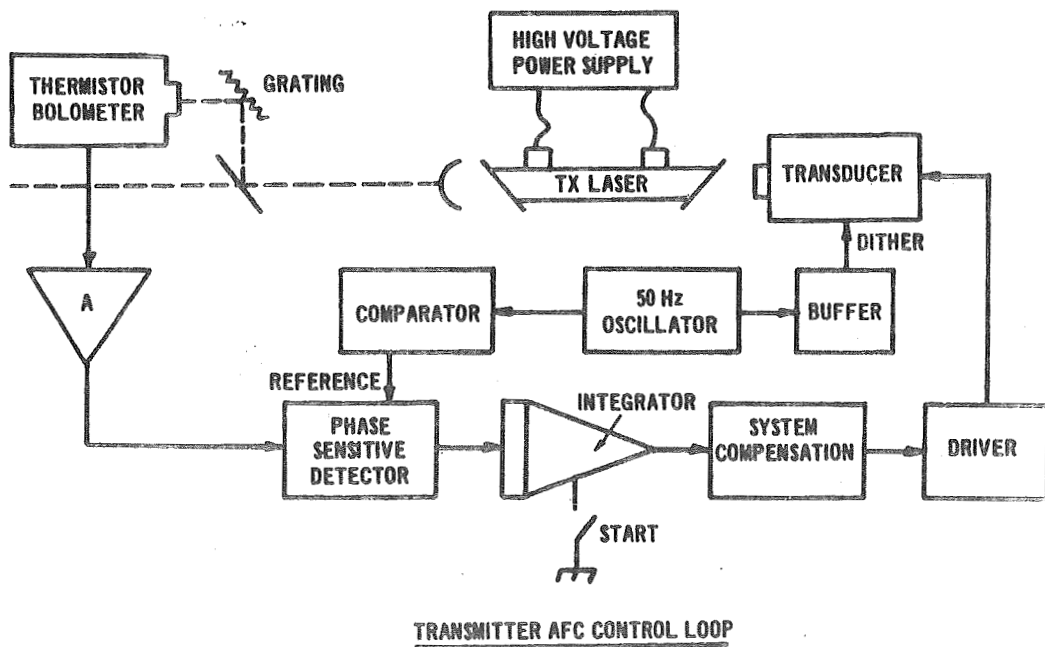 HIGH VOLTAGE
POWER SUPPLY
THERMISTOR
BOLOMETER
GRATING
TX LASER
TRANSDUCER
DITHER
A
COMPARATOR
50 Hz
OSCILLATOR
BUFFER
REFERENCE
INTEGRATOR
PHASE
SENSITIVE
DETECTOR
SYSTEM
COMPENSATION
DRIVER
START
TRANSMITTER AFC CONTROL LOOP